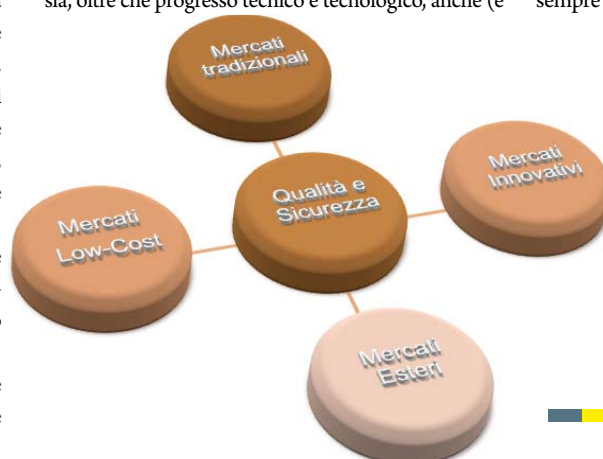 sia, oltre che progresso tecnico e tecnologico, anche (e
sempre
Mercati
tradizionali
Mercati
Innovativi
Qualità e
Sicurezza
Mercati
Low-Cost
Mercati
Esteri